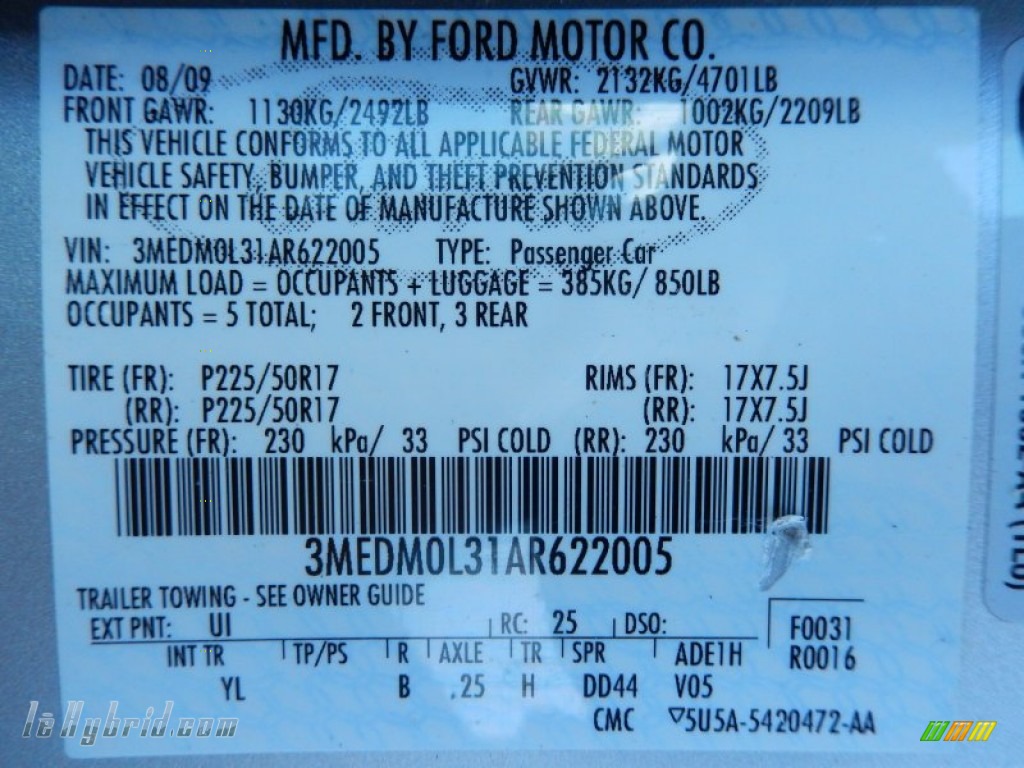 MFD. BY FORD MOTOR CO.
DATE: 08/09 GVWR: 2132KG/4701LB
FRONT GAWR: 1130KG/2492LB REAR GAWR: 1002KG/2209LB
THIS VEHICLE CONFORMS TO ALL APPLICABLE FEDERAL MOTOR
VEHICLE SAFETY, BUMPER, AND THEFT PREVENTION STANDARDS
IN EFFECT ON THE DATE OF MANUFACTURE SHOWN ABOVE.
VIN: 3MEDM0L31AR622005 TYPE: Passenger Car
MAXIMUM LOAD = OCCUPANTS + LUGGAGE = 385KG/ 850LB
OCCUPANTS = 5 TOTAL; 2 FRONT, 3 REAR
TIRE (FR): P225/50R17 RIMS (FR): 17X7.5J
(RR): P225/50R17 (RR): 17X7.5J
PRESSURE (FR): 230 kPa/ 33 PSI COLD (RR): 230 kPa/ 33 PSI COLD
3MEDM0L31AR622005
TRAILER TOWING - SEE OWNER GUIDE
EXT PNT: UI RC: 25 DSO: F0031
INT TR TP/PS R AXLE TR SPR ADE1H R0016
YL B .25 H DD44 V05
CMC 5U5A-5420472-AA
IeHybrid.com